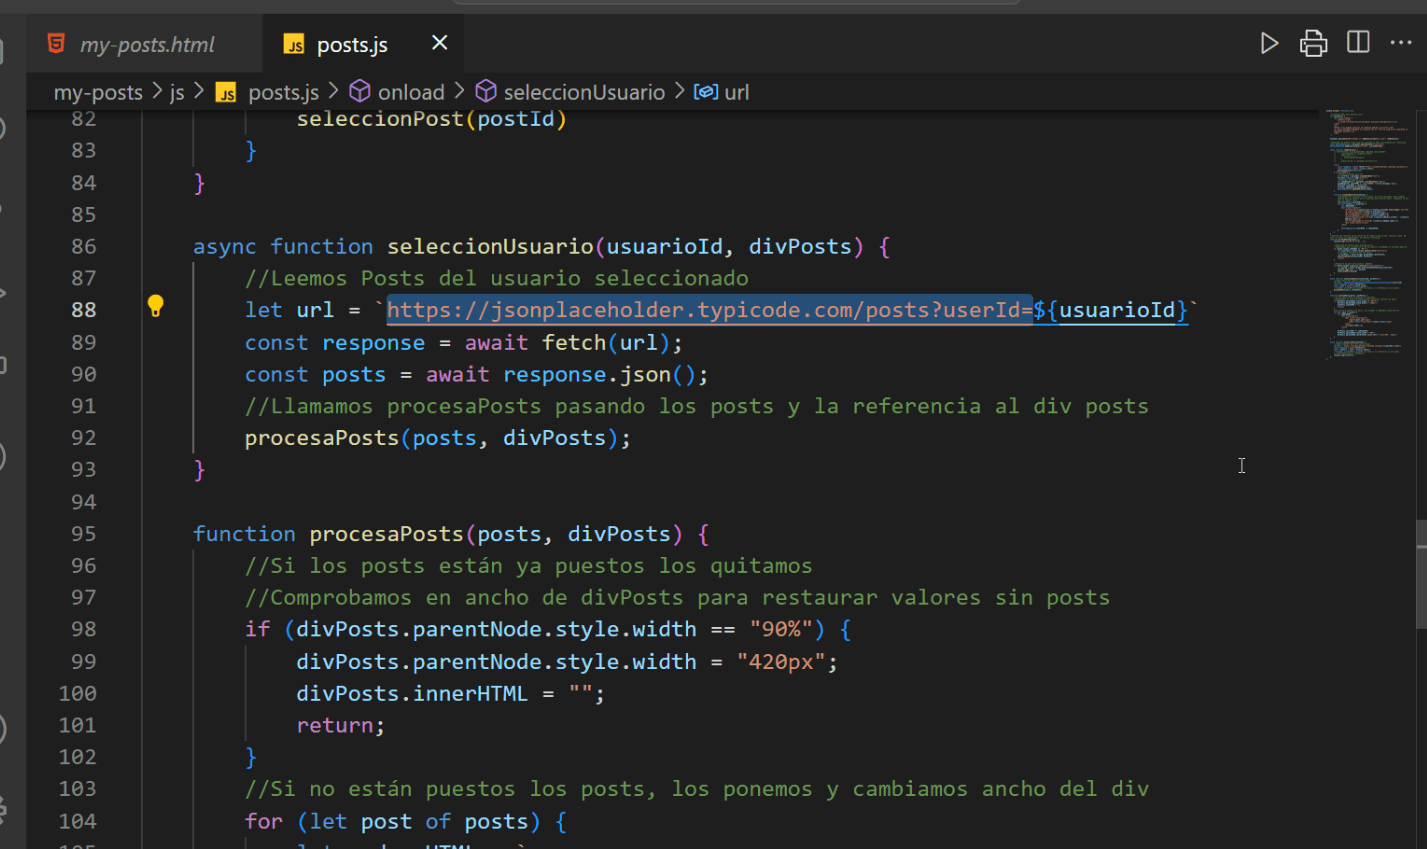 my-posts.html
JS posts.js
my-posts > js > JS posts.js > onload > seleccionUsuario > url
82 seleccionPost(postId)
83 }
84 }
85
86 async function seleccionUsuario(usuarioId, divPosts) {
87 //Leemos Posts del usuario seleccionado
88 let url = `https://jsonplaceholder.typicode.com/posts?userId=${usuarioId}`
89 const response = await fetch(url);
90 const posts = await response.json();
91 //Llamamos procesaPosts pasando los posts y la referencia al div posts
92 procesaPosts(posts, divPosts);
93 }
94
95 function procesaPosts(posts, divPosts) {
96 //Si los posts están ya puestos los quitamos
97 //Comprobamos en ancho de divPosts para restaurar valores sin posts
98 if (divPosts.parentNode.style.width == "90%") {
99 divPosts.parentNode.style.width = "420px";
100 divPosts.innerHTML = "";
101 return;
102 }
103 //Si no están puestos los posts, los ponemos y cambiamos ancho del div
104 for (let post of posts) {